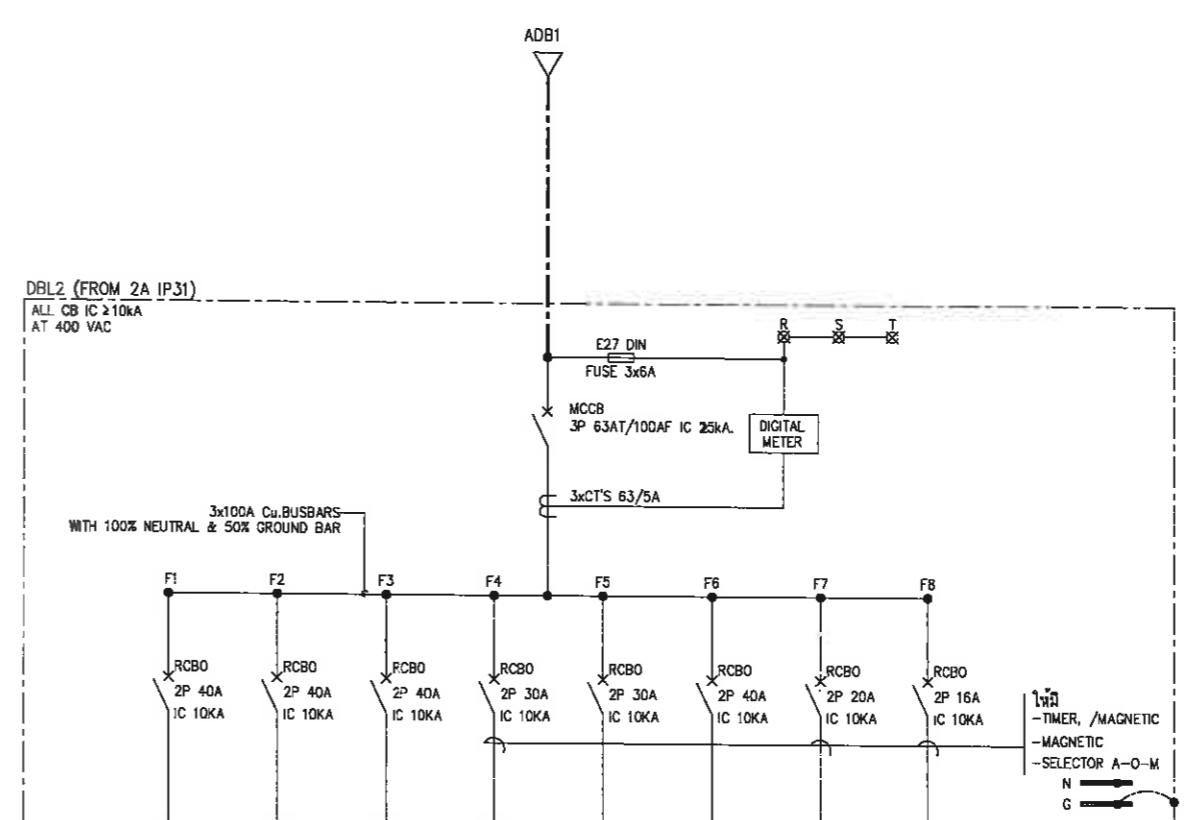 ADB1
DBL2 (FROM 2A IP31)
ALL CB IC ≥10kA
AT 400 VAC
R S T
E27 DIN
FUSE 3x6A
MCCB
3P 63AT/100AF IC 25kA.
DIGITAL
METER
3xCT'S 63/5A
3x100A Cu.BUSBARS
WITH 100% NEUTRAL & 50% GROUND BAR
F1 F2 F3 F4 F5 F6 F7 F8
RCBO RCBO RCBO RCBO RCBO RCBO RCBO RCBO
2P 40A 2P 40A 2P 40A 2P 30A 2P 30A 2P 40A 2P 20A 2P 16A
IC 10KA IC 10KA IC 10KA IC 10KA IC 10KA IC 10KA IC 10KA IC 10KA
ให้มี
-TIMER, /MAGNETIC
-MAGNETIC
-SELECTOR A-O-M
N
G